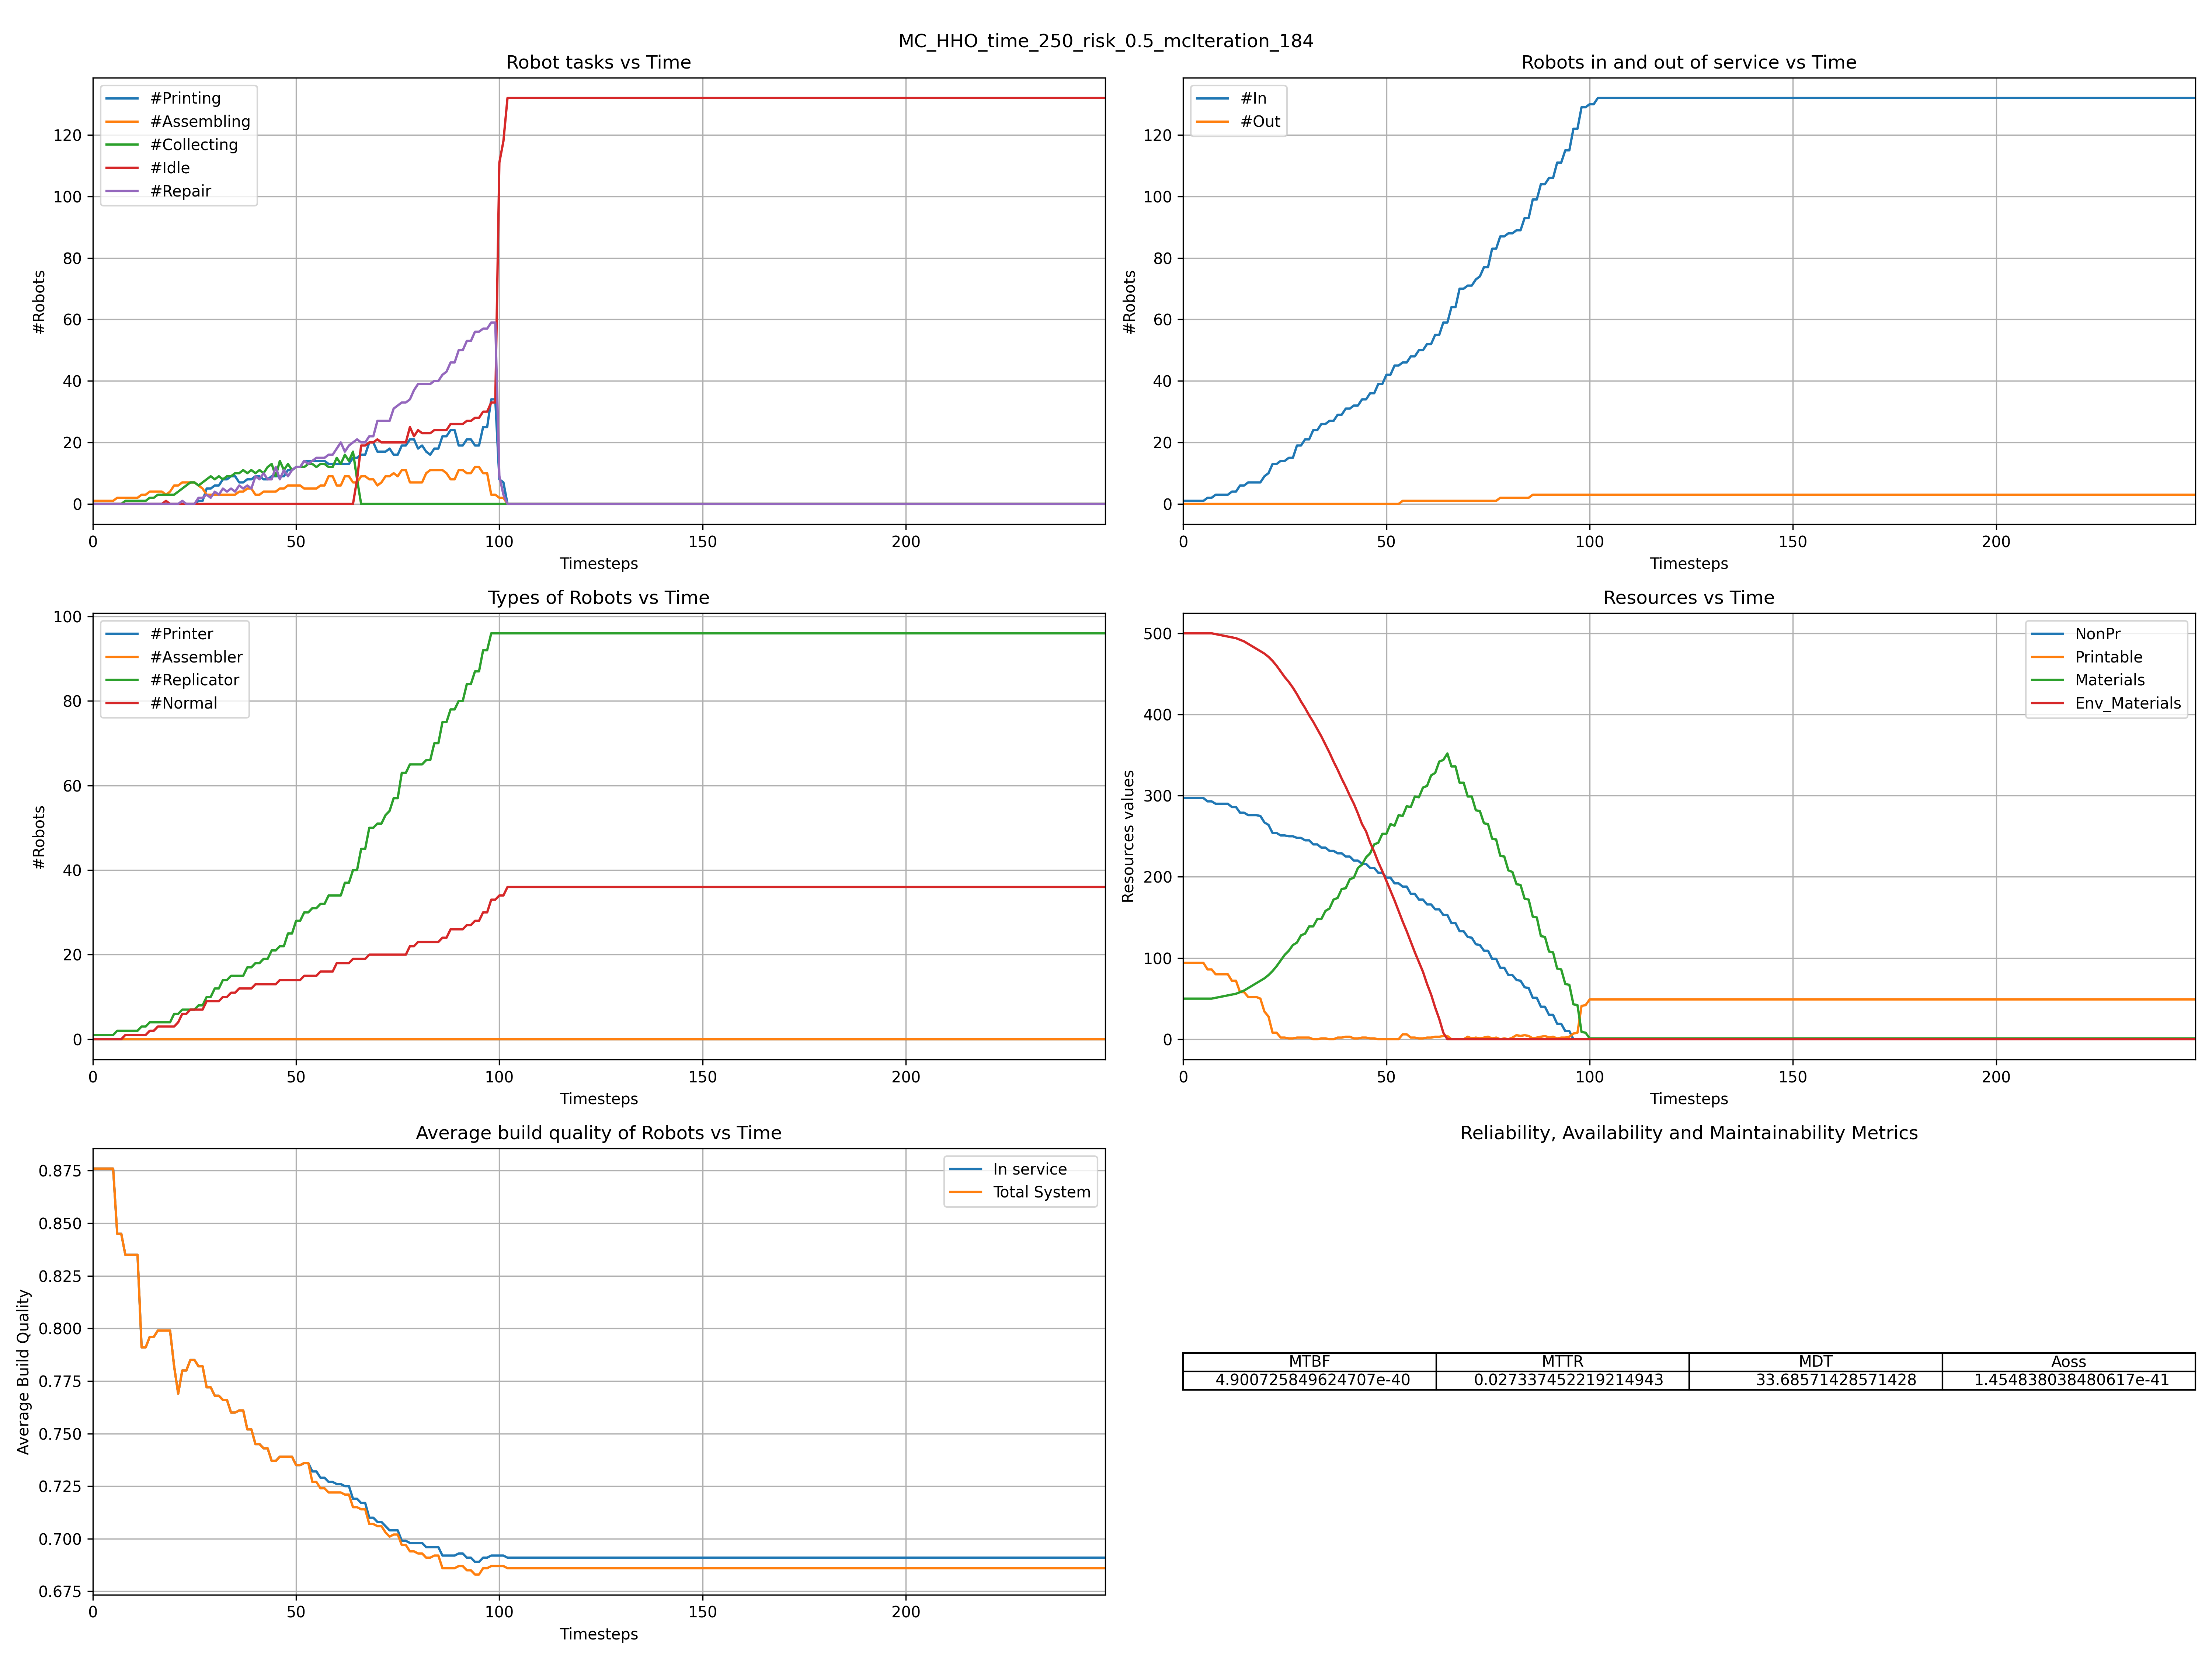 MC_HHO_time_250_risk_0.5_mcIteration_184
Robot tasks vs Time
#Printing
#Assembling
#Collecting
#Idle
#Repair
120
100
80
60
40
20
0
#Robots
0 50 100 150 200
Timesteps
Robots in and out of service vs Time
#In
#Out
120
100
80
60
40
20
0
#Robots
0 50 100 150 200
Timesteps
Types of Robots vs Time
#Printer
#Assembler
#Replicator
#Normal
100
80
60
40
20
0
#Robots
0 50 100 150 200
Timesteps
Resources vs Time
NonPr
Printable
Materials
Env_Materials
500
400
300
200
100
0
Resources values
0 50 100 150 200
Timesteps
Average build quality of Robots vs Time
In service
Total System
0.875
0.850
0.825
0.800
0.775
0.750
0.725
0.700
0.675
Average Build Quality
0 50 100 150 200
Timesteps
Reliability, Availability and Maintainability Metrics
MTBF MTTR MDT Aoss
4.900725849624707e-40 0.027337452219214943 33.68571428571428 1.454838038480617e-41